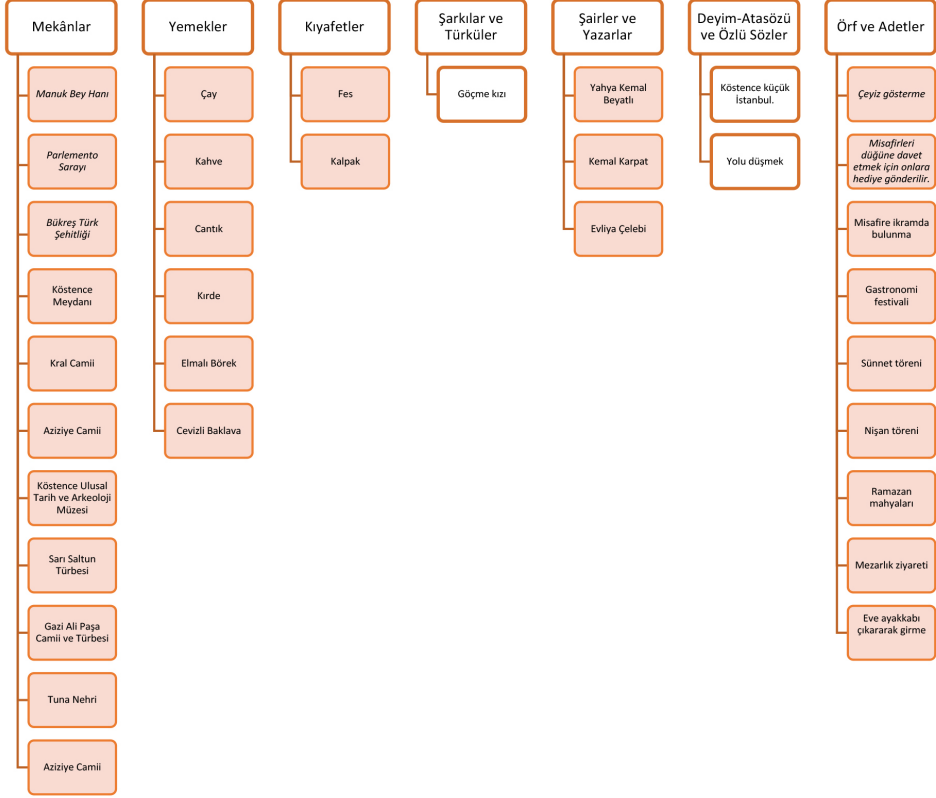 Mekânlar
Manuk Bey Hanı
Parlemento
Sarayı
Bükreş Türk
Şehitliği
Köstence
Meydanı
Kral Camii
Aziziye Camii
Köstence Ulusal
Tarih ve Arkeoloji
Müzesi
Sarı Saltun
Türbesi
Gazi Ali Paşa
Camii ve Türbesi
Tuna Nehri
Aziziye Camii
Yemekler
Çay
Kahve
Cantık
Kırde
Elmalı Börek
Cevizli Baklava
Kıyafetler
Fes
Kalpak
Şarkılar ve
Türküler
Göçme kızı
Şairler ve
Yazarlar
Yahya Kemal
Beyatlı
Kemal Karpat
Evliya Çelebi
Deyim-Atasözü
ve Özlü Sözler
Köstence küçük
İstanbul.
Yolu düşmek
Örf ve Adetler
Çeyiz gösterme
Misafirleri
düğüne davet
etmek için onlara
hediye gönderilir.
Misafire ikramda
bulunma
Gastronomi
festivali
Sünnet töreni
Nişan töreni
Ramazan
mahyaları
Mezarlık ziyareti
Eve ayakkabı
çıkararak girme